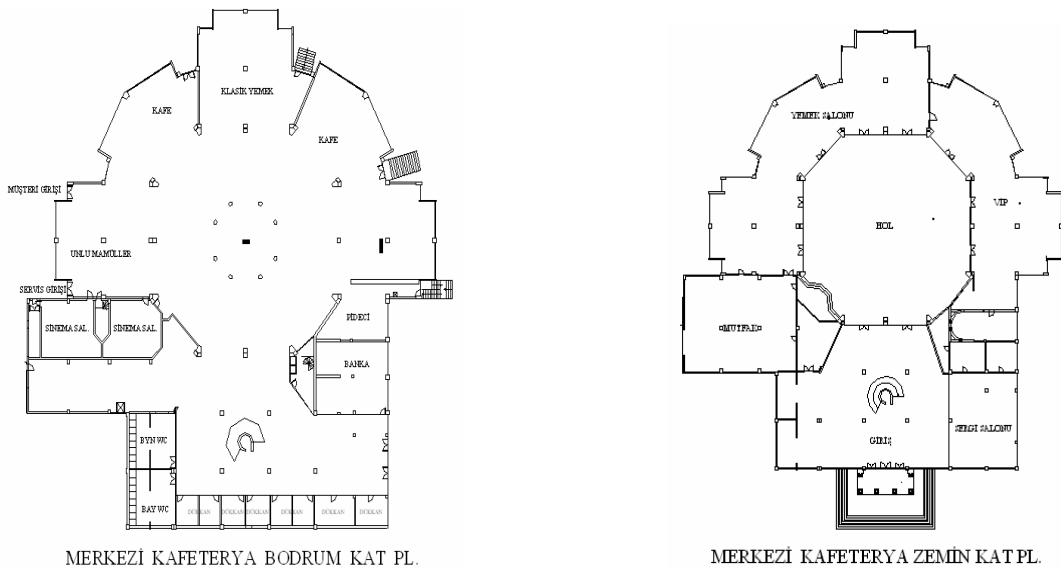 KLASİK YEMEK
KAFE
KAFE
MÜŞTERİ GİRİŞİ
UNLU MAMÜLLER
SERVİS GİRİŞİ
SİNEMA SAL.
SİNEMA SAL.
PİDECİ
BANKA
BYN WC
BAY WC
DÜKKAN
DÜKKAN
DÜKKAN
DÜKKAN
DÜKKAN
DÜKKAN
MERKEZİ KAFETERYA BODRUM KAT PL.
YEMEK SALONU
VIP
HOL
MUTFAK
SERGİ SALONU
GİRİŞ
MERKEZİ KAFETERYA ZEMİN KAT PL.